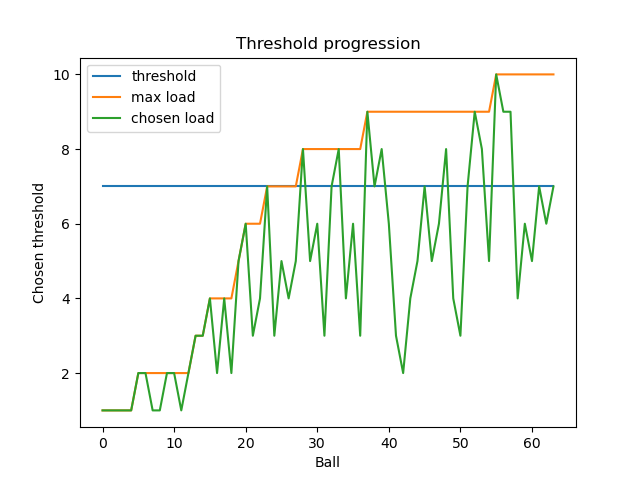 Threshold progression
threshold
max load
chosen load
10
8
6
4
2
Chosen threshold
0 10 20 30 40 50 60
Ball